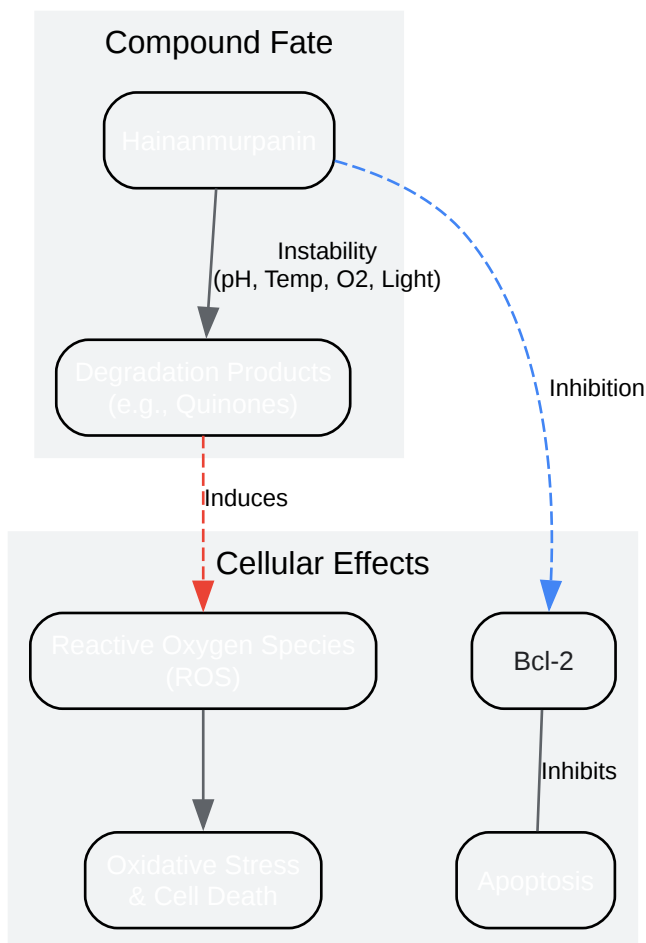 Compound Fate
Hainanmurpanin
Instability
(pH, Temp, O2, Light)
Degradation Products
(e.g., Quinones)
Inhibition
Induces
Cellular Effects
Reactive Oxygen Species
(ROS)
Bcl-2
Inhibits
Oxidative Stress
& Cell Death
Apoptosis